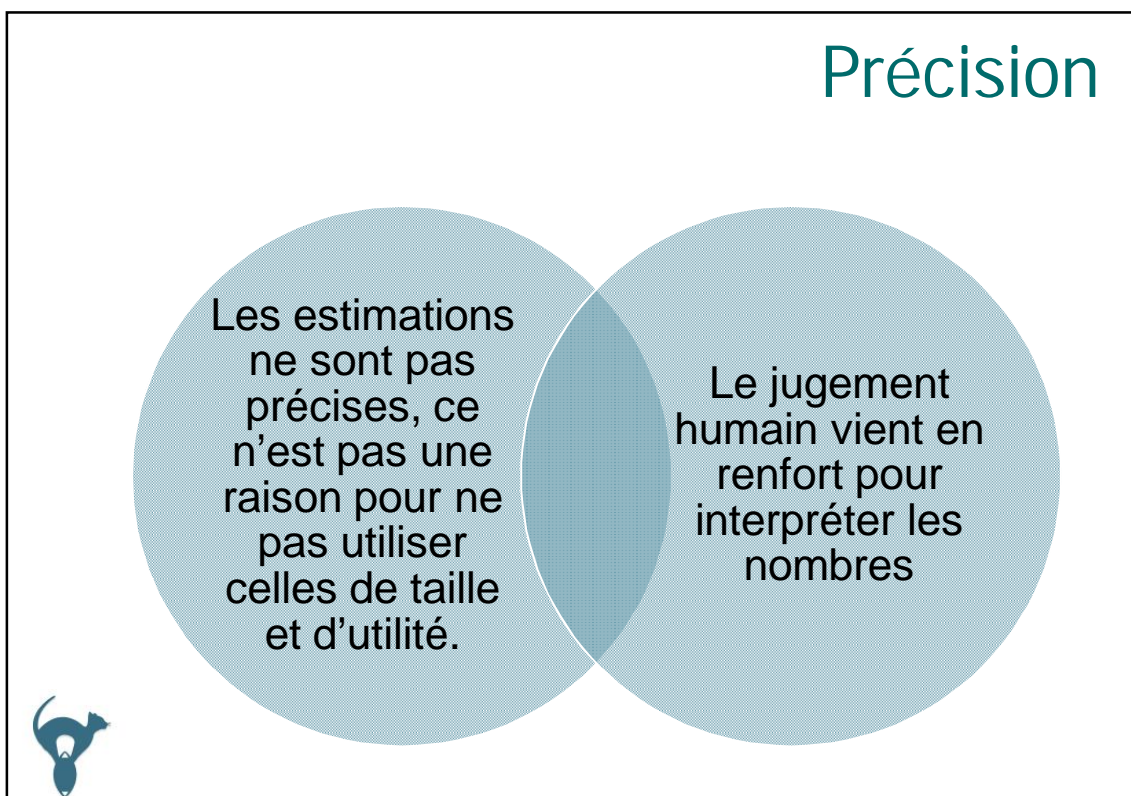 Précision
Les estimations
ne sont pas
précises, ce
n’est pas une
raison pour ne
pas utiliser
celles de taille
et d’utilité.
Le jugement
humain vient en
renfort pour
interpréter les
nombres